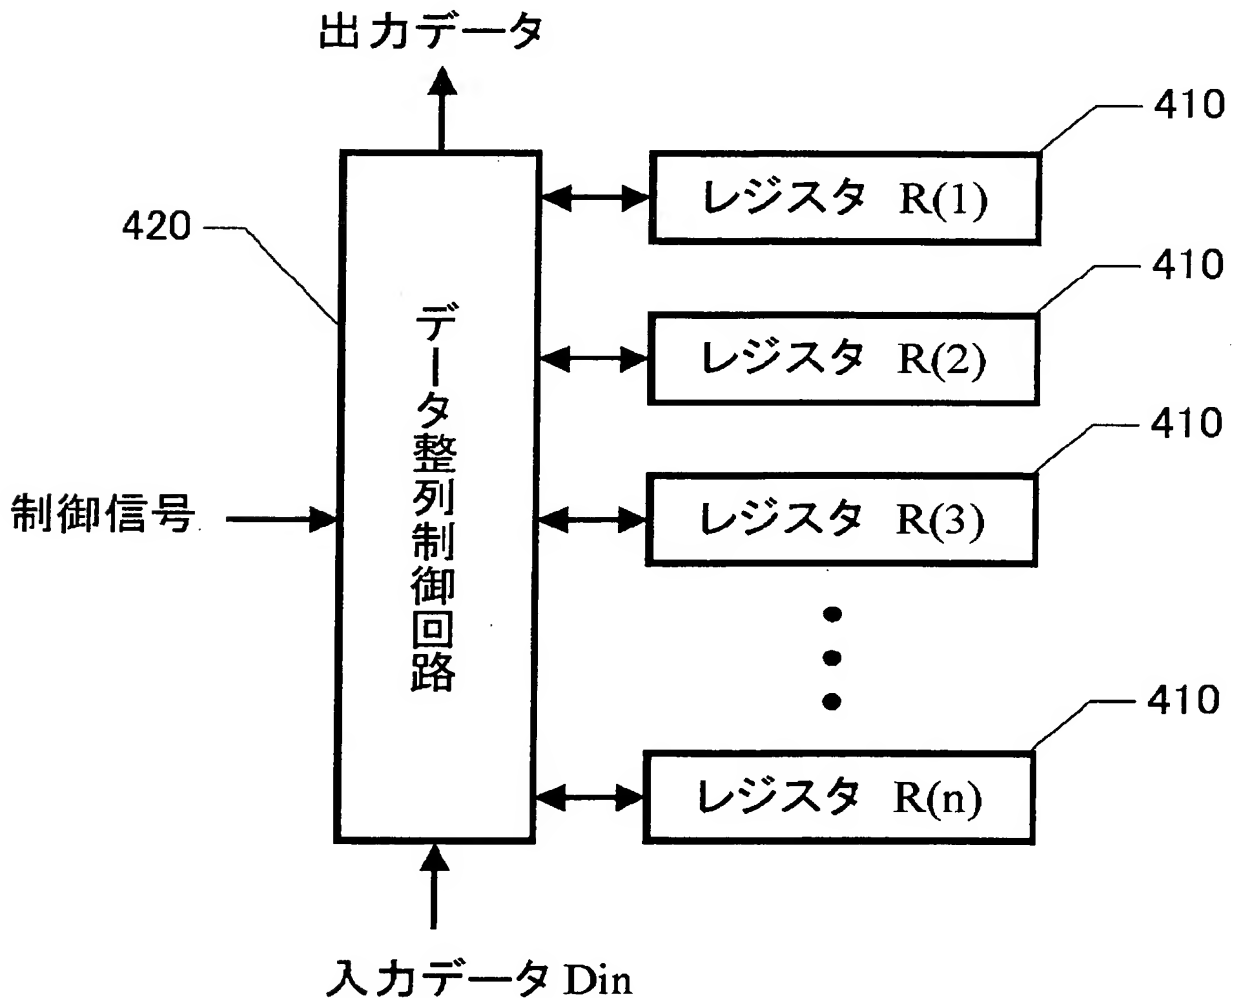 出力データ
410
レジスタ R(1)
420
410
レジスタ R(2)
データ整列制御回路
410
制御信号
レジスタ R(3)
410
レジスタ R(n)
入力データ Din